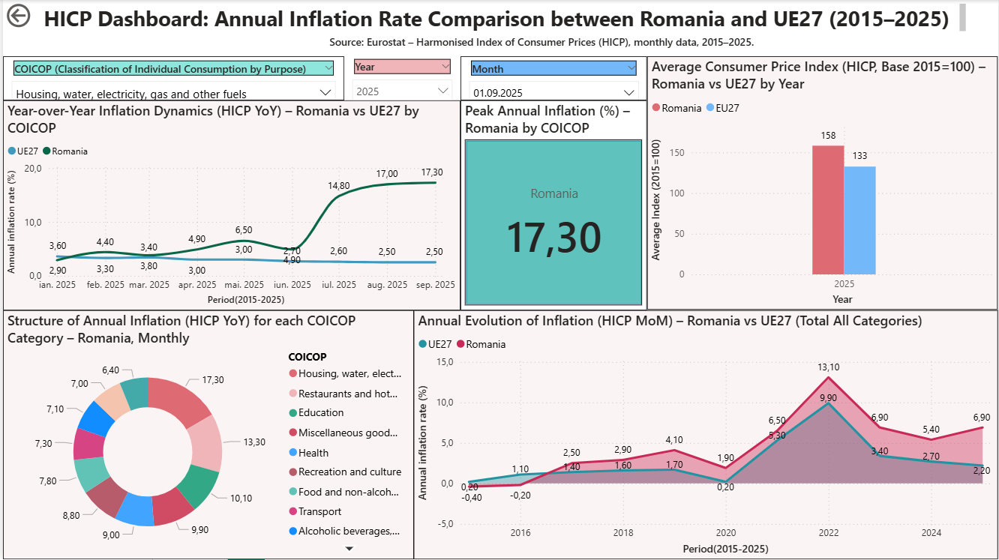 HICP Dashboard: Annual Inflation Rate Comparison between Romania and UE27 (2015–2025)
Source: Eurostat – Harmonised Index of Consumer Prices (HICP), monthly data, 2015–2025.
COICOP (Classification of Individual Consumption by Purpose)
Housing, water, electricity, gas and other fuels
Year
2025
Month
01.09.2025
Year-over-Year Inflation Dynamics (HICP YoY) – Romania vs UE27 by
COICOP
UE27 Romania
Annual inflation rate (%)
20,0
10,0
0,0
3,60
4,40
3,40
4,90
6,50
2,70
14,80
17,00
17,30
2,90
3,30
3,80
3,00
3,00
4,90
2,60
2,50
2,50
ian. 2025 feb. 2025 mar. 2025 apr. 2025 mai. 2025 iun. 2025 iul. 2025 aug. 2025 sep. 2025
Period(2015-2025)
Peak Annual Inflation (%) –
Romania by COICOP
Romania
17,30
Average Consumer Price Index (HICP, Base 2015=100) –
Romania vs UE27 by Year
Romania EU27
Average Index (2015=100)
150
100
50
0
158
133
2025
Year
Structure of Annual Inflation (HICP YoY) for each COICOP
Category – Romania, Monthly
17,30
13,30
10,10
9,90
9,00
8,80
7,80
7,30
7,10
7,00
6,40
COICOP
Housing, water, elect...
Restaurants and hot...
Education
Miscellaneous good...
Health
Recreation and culture
Food and non-alcoh...
Transport
Alcoholic beverages,...
Annual Evolution of Inflation (HICP MoM) – Romania vs UE27 (Total All Categories)
UE27 Romania
Annual inflation rate (%)
15,0
10,0
5,0
0,0
-5,0
0,20
-0,40
1,10
-0,20
2,50
1,40
2,90
1,60
4,10
1,70
1,90
0,20
6,50
5,30
13,10
9,90
6,90
3,40
5,40
2,70
6,90
2,20
2016 2018 2020 2022 2024
Period(2015-2025)